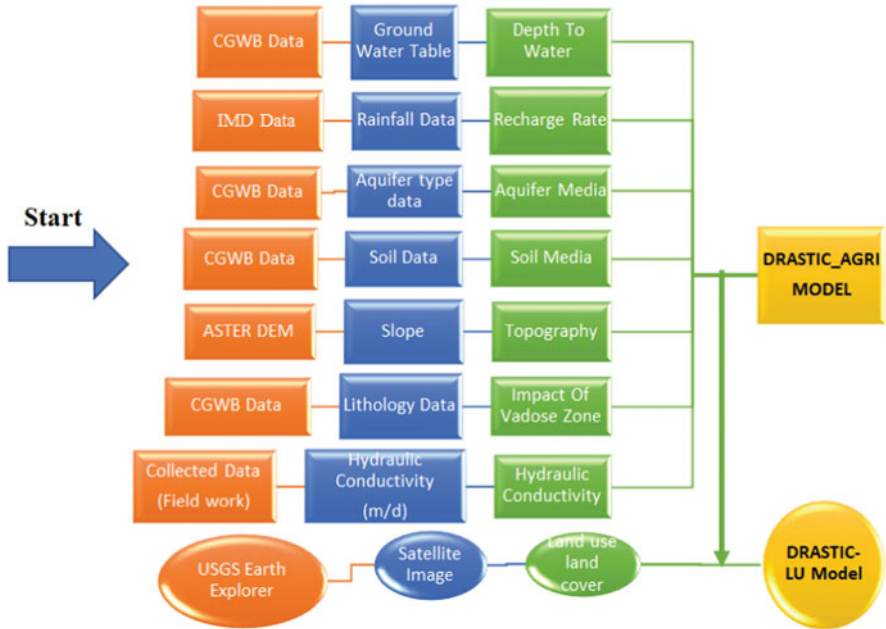 CGWB Data
Ground
Water Table
Depth To
Water
IMD Data
Rainfall Data
Recharge Rate
CGWB Data
Aquifer type
data
Aquifer Media
Start
CGWB Data
Soil Data
Soil Media
DRASTIC_AGRI
MODEL
ASTER DEM
Slope
Topography
CGWB Data
Lithology Data
Impact Of
Vadose Zone
Collected Data
(Field work)
Hydraulic
Conductivity
(m/d)
Hydraulic
Conductivity
USGS Earth
Explorer
Satellite
Image
Land use
land
cover
DRASTIC-
LU Model